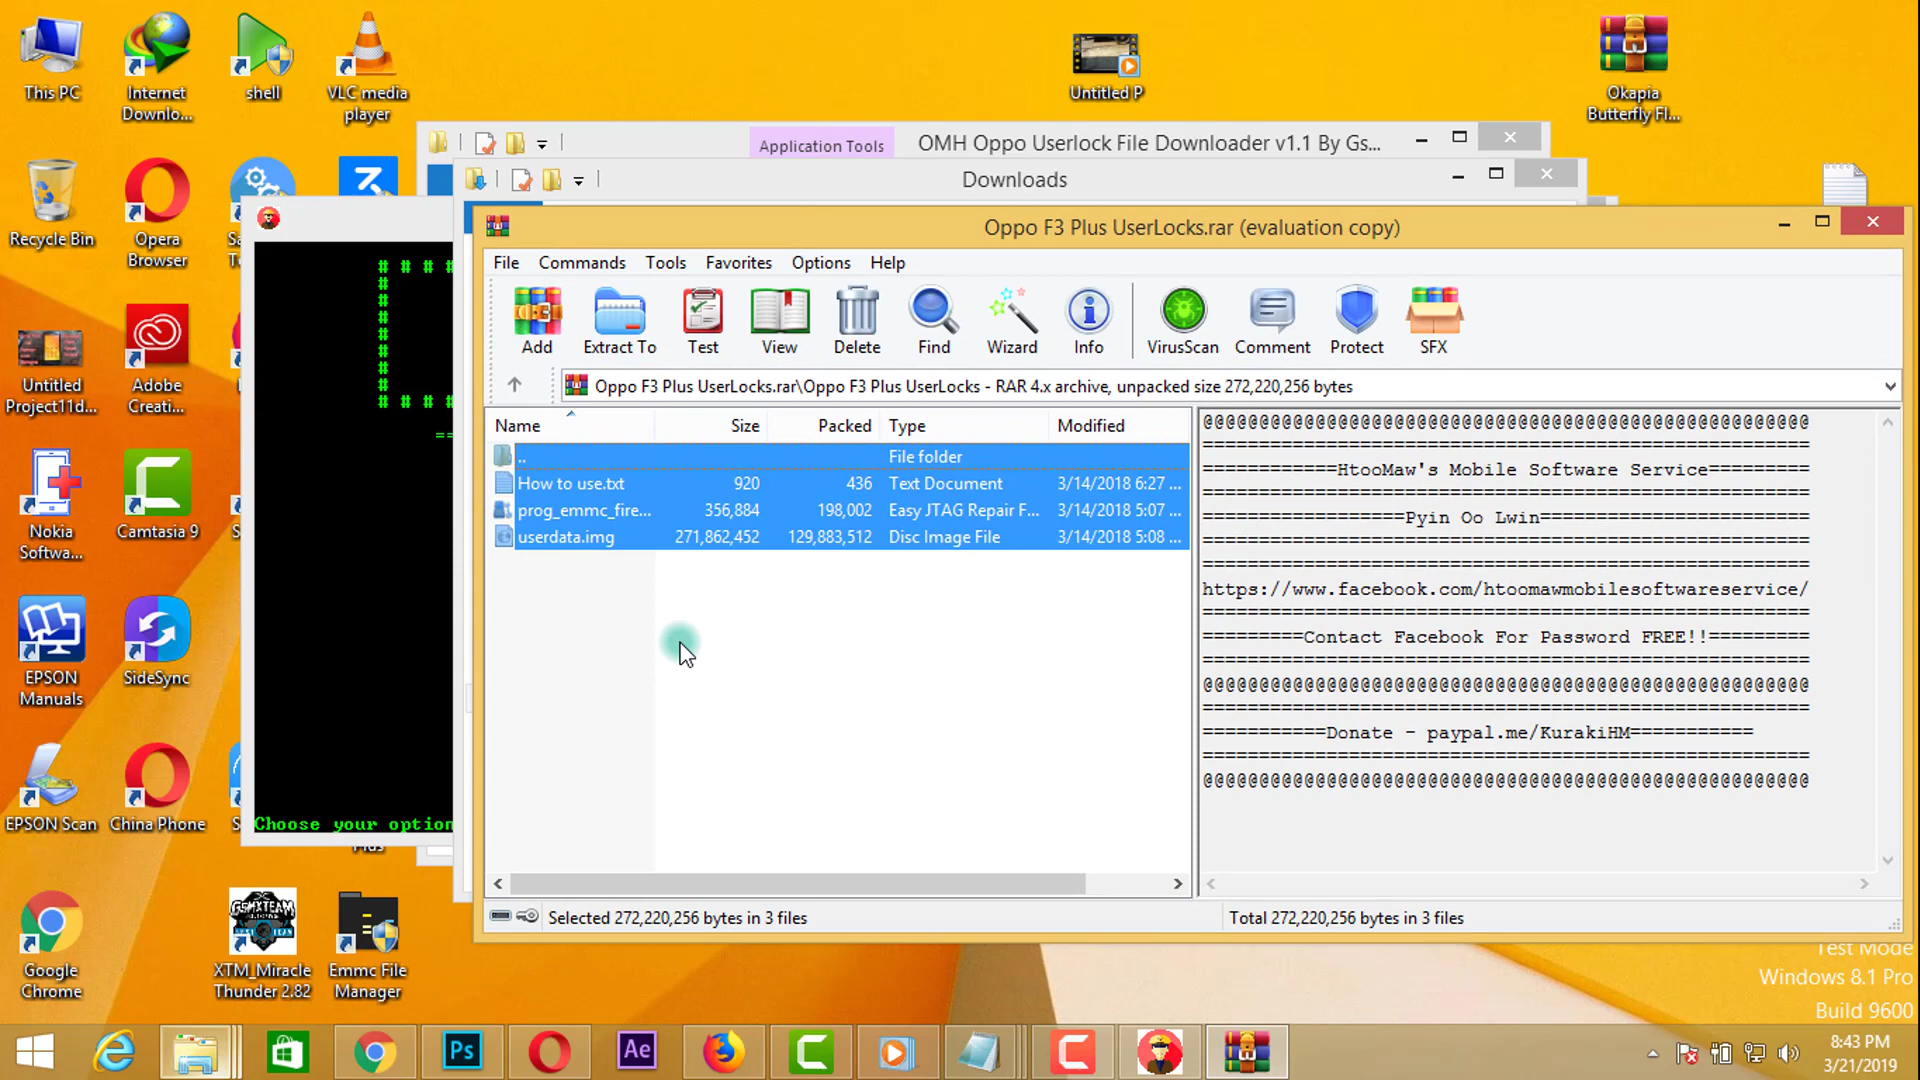 This PC
Internet
Downlo...
shell
VLC media
player
Untitled P
Okapia
Butterfly Fl...
Recycle Bin
Opera
Browser
Untitled
Project11d...
Adobe
Creati...
Nokia
Softwa...
Camtasia 9
EPSON
Manuals
SideSync
EPSON Scan
China Phone
Google
Chrome
XTM_Miracle
Thunder 2.82
Emmc File
Manager
GSMXTEAM
Application Tools
OMH Oppo Userlock File Downloader v1.1 By Gs...
Downloads
# # # #
#
#
#
#
#
#
#
# # # #
==
Choose your option
Oppo F3 Plus UserLocks.rar (evaluation copy)
File Commands Tools Favorites Options Help
Add Extract To Test View Delete Find Wizard Info VirusScan Comment Protect SFX
Oppo F3 Plus UserLocks.rar\Oppo F3 Plus UserLocks - RAR 4.x archive, unpacked size 272,220,256 bytes
Name Size Packed Type Modified
.. File folder
How to use.txt 920 436 Text Document 3/14/2018 6:27 ...
prog_emmc_fire... 356,884 198,002 Easy JTAG Repair F... 3/14/2018 5:07 ...
userdata.img 271,862,452 129,883,512 Disc Image File 3/14/2018 5:08 ...
@@@@@@@@@@@@@@@@@@@@@@@@@@@@@@@@@@@@@@@@@@@@@@@@@@@@@@
======================================================
============HtooMaw's Mobile Software Service=========
======================================================
==================Pyin Oo Lwin========================
======================================================
======================================================
https://www.facebook.com/htoomawmobilesoftwareservice/
======================================================
=========Contact Facebook For Password FREE!!=========
======================================================
@@@@@@@@@@@@@@@@@@@@@@@@@@@@@@@@@@@@@@@@@@@@@@@@@@@@@@
======================================================
===========Donate - paypal.me/KurakiHM===========
======================================================
@@@@@@@@@@@@@@@@@@@@@@@@@@@@@@@@@@@@@@@@@@@@@@@@@@@@@@
Selected 272,220,256 bytes in 3 files
Total 272,220,256 bytes in 3 files
Test Mode
Windows 8.1 Pro
Build 9600
Ps
Ae
8:43 PM
3/21/2019